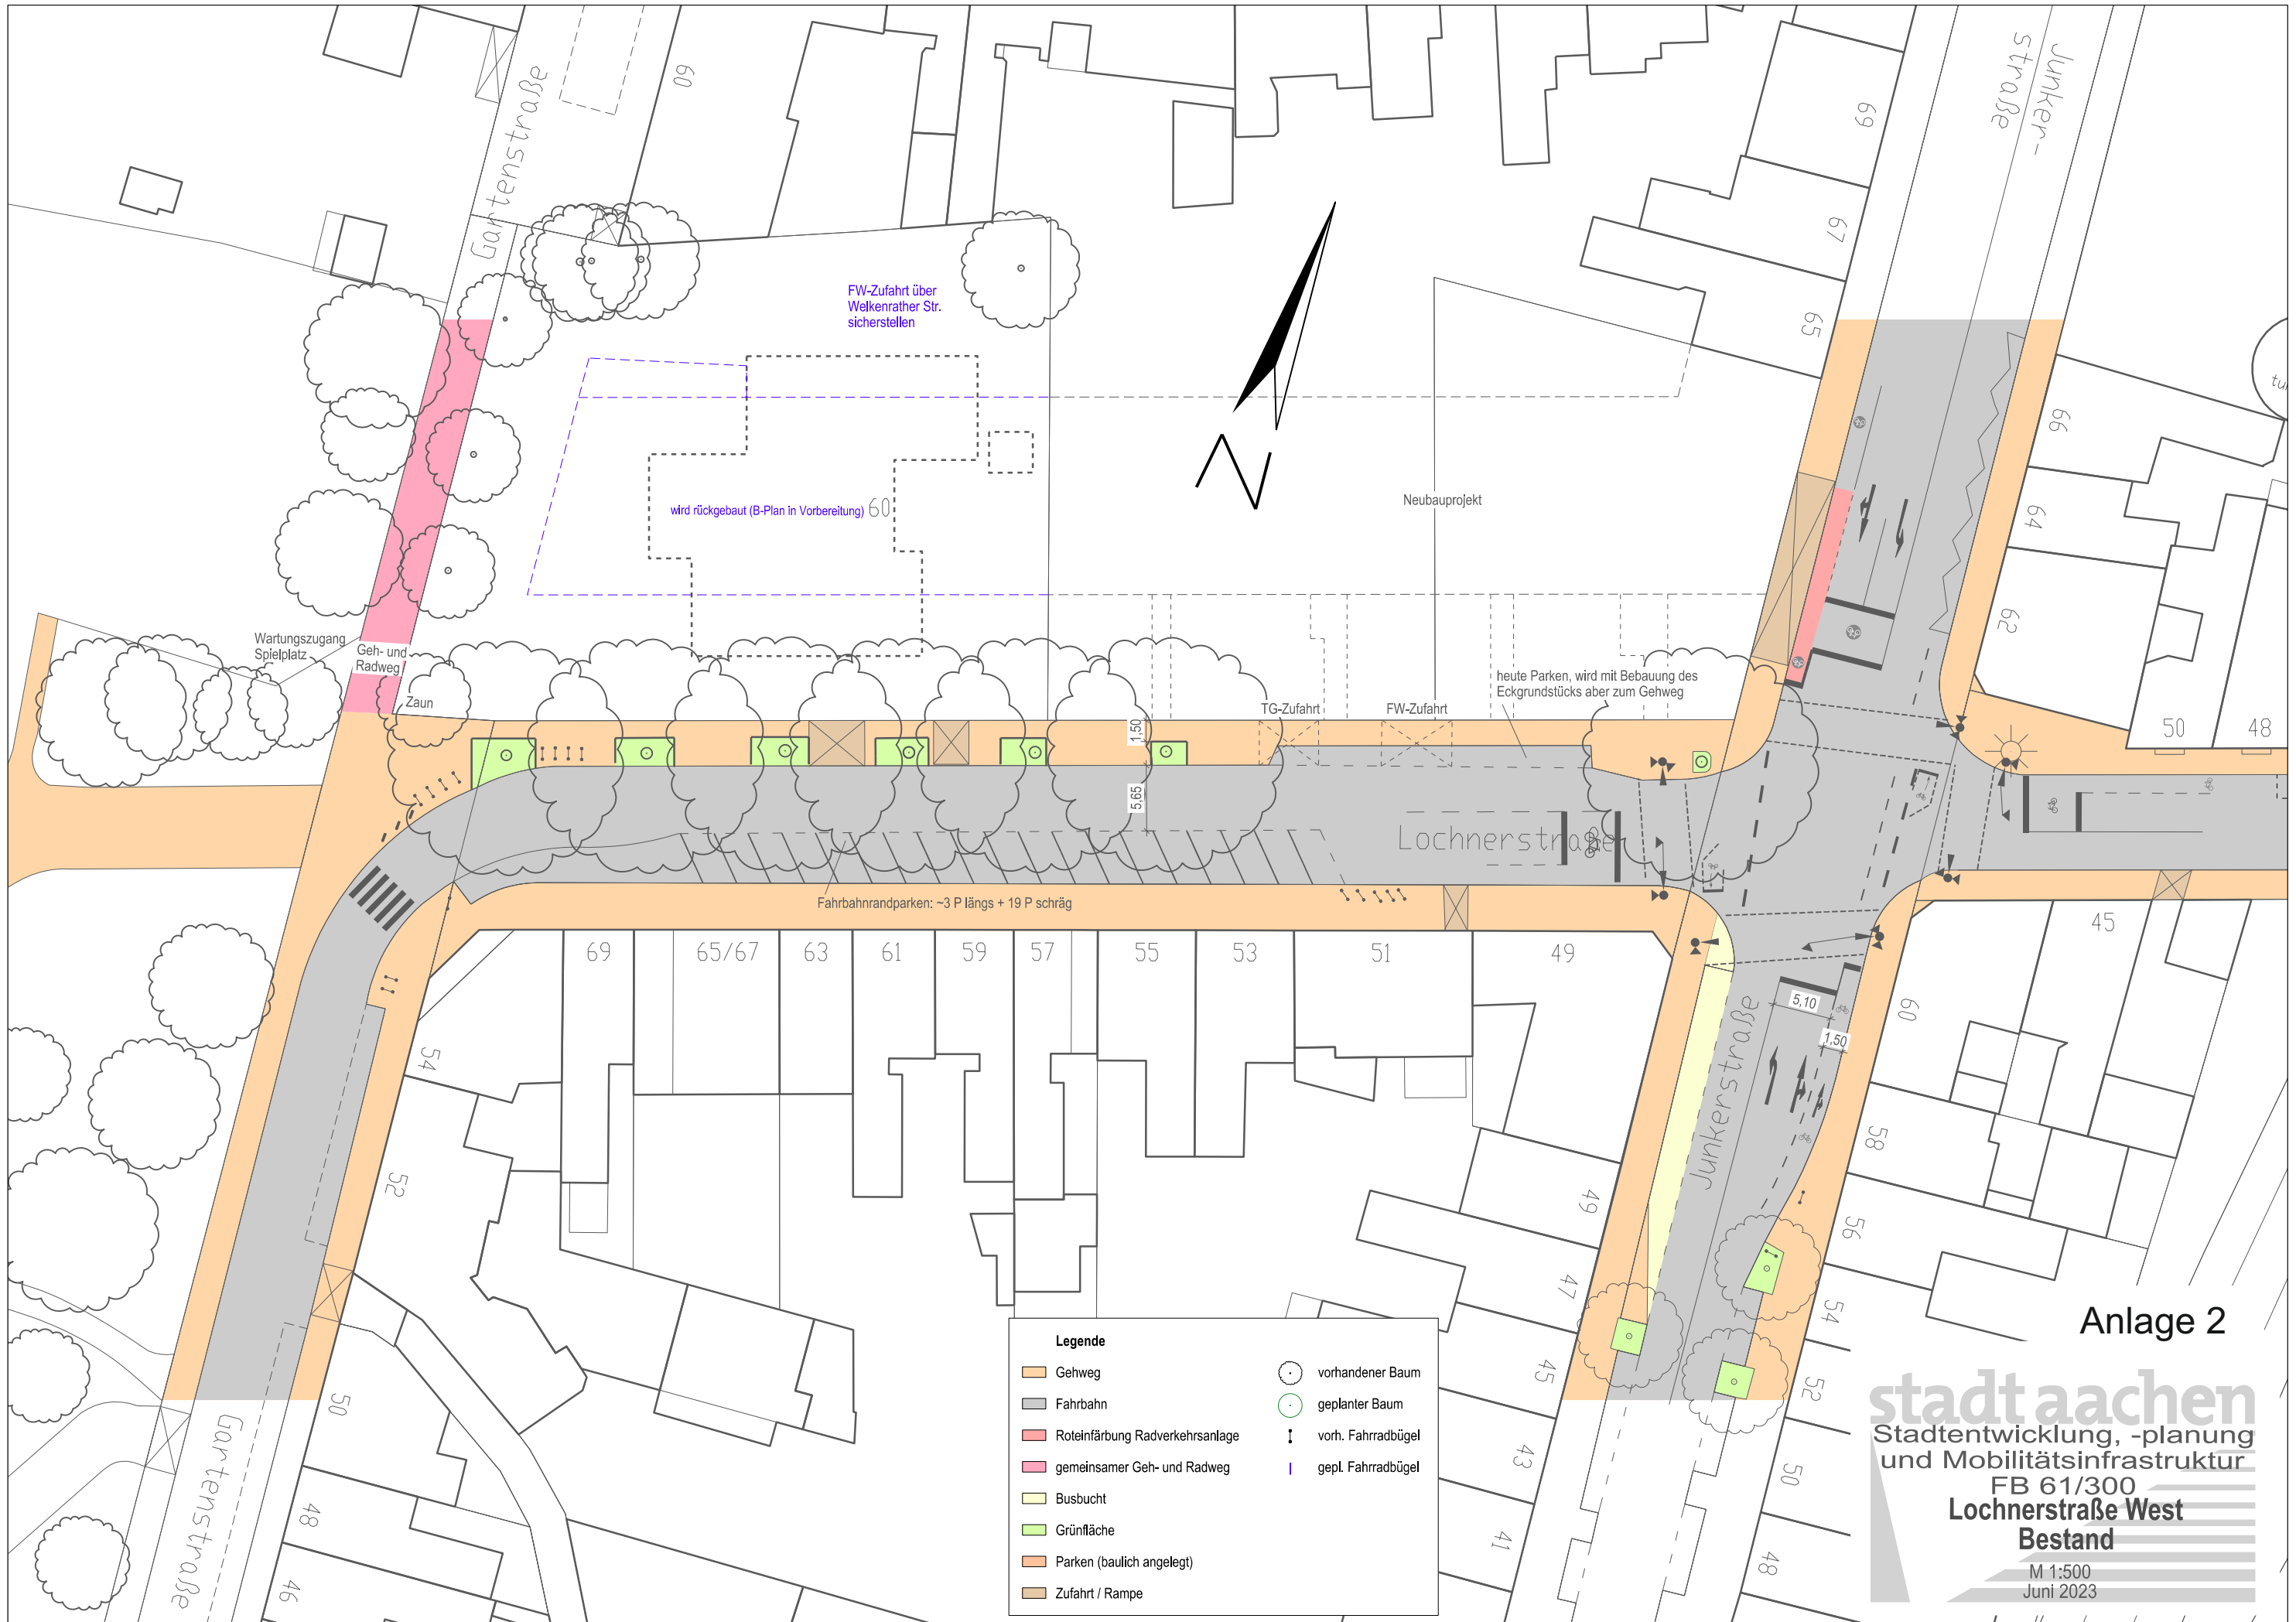 Gartenstraße
60
69
Junker-
straße
67
65
FW-Zufahrt über
Welkenrather Str.
sicherstellen
66
wird rückgebaut (B-Plan in Vorbereitung)
60
Neubauprojekt
64
62
Wartungszugang
Spielplatz
Geh- und
Radweg
Zaun
heute Parken, wird mit Bebauung des
Eckgrundstücks aber zum Gehweg
TG-Zufahrt
FW-Zufahrt
1,50
5,65
50
48
Lochnerstraße
Fahrbahnrandparken: ~3 P längs + 19 P schräg
69
65/67
63
61
59
57
55
53
51
49
45
60
5,10
1,50
Junkerstraße
54
52
50
48
46
Gartenstraße
58
56
54
52
50
48
49
47
45
43
41
Legende
Gehweg
Fahrbahn
Roteinfärbung Radverkehrsanlage
gemeinsamer Geh- und Radweg
Busbucht
Grünfläche
Parken (baulich angelegt)
Zufahrt / Rampe
vorhandener Baum
geplanter Baum
vorh. Fahrradbügel
gepl. Fahrradbügel
Anlage 2
stadt aachen
Stadtentwicklung, -planung
und Mobilitätsinfrastruktur
FB 61/300
Lochnerstraße West
Bestand
M 1:500
Juni 2023